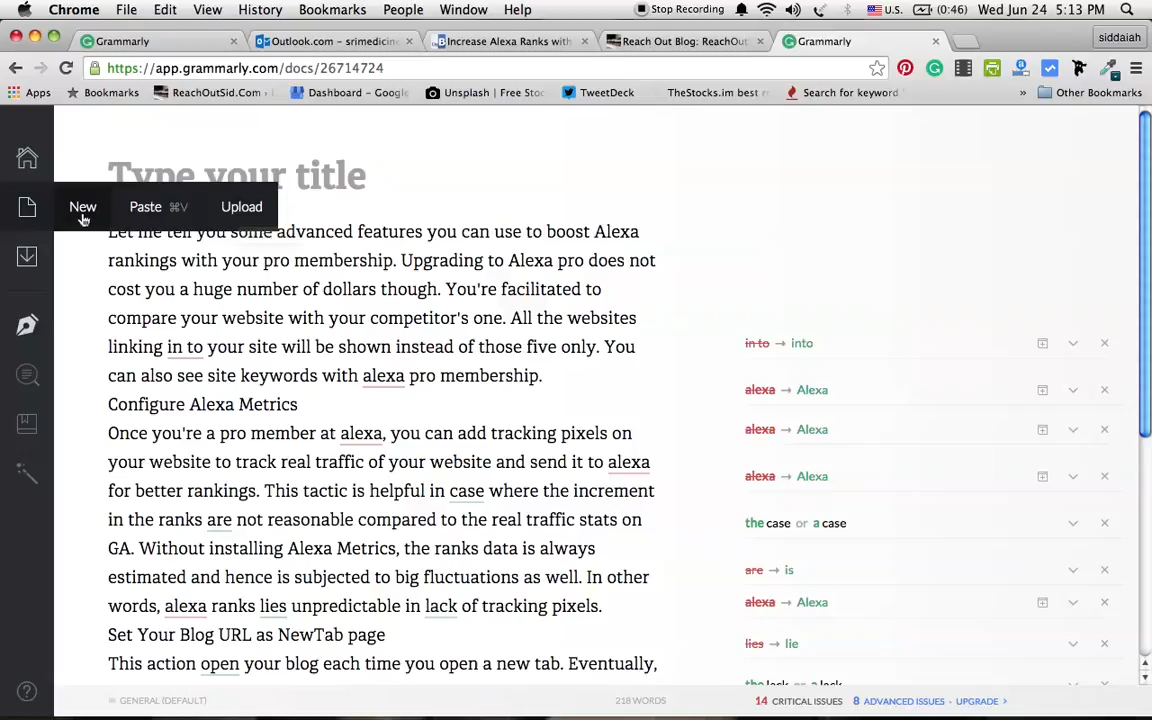 Chrome File Edit View History Bookmarks People Window Help Stop Recording U.S. (0:46) Wed Jun 24 5:13 PM
Grammarly Outlook.com – srimedicine Increase Alexa Ranks with Reach Out Blog: ReachOut Grammarly siddaiah
https://app.grammarly.com/docs/26714724
Apps Bookmarks ReachOutSid.Com Dashboard – Google Unsplash | Free Sto TweetDeck TheStocks.im best r Search for keyword » Other Bookmarks
Type your title
New Paste ⌘V Upload
Let me tell you some advanced features you can use to boost Alexa
rankings with your pro membership. Upgrading to Alexa pro does not
cost you a huge number of dollars though. You're facilitated to
compare your website with your competitor's one. All the websites
linking in to your site will be shown instead of those five only. You
can also see site keywords with alexa pro membership.
Configure Alexa Metrics
Once you're a pro member at alexa, you can add tracking pixels on
your website to track real traffic of your website and send it to alexa
for better rankings. This tactic is helpful in case where the increment
in the ranks are not reasonable compared to the real traffic stats on
GA. Without installing Alexa Metrics, the ranks data is always
estimated and hence is subjected to big fluctuations as well. In other
words, alexa ranks lies unpredictable in lack of tracking pixels.
Set Your Blog URL as NewTab page
This action open your blog each time you open a new tab. Eventually,
in to → into
alexa → Alexa
alexa → Alexa
alexa → Alexa
the case or a case
are → is
alexa → Alexa
lies → lie
the lack or a lack
GENERAL (DEFAULT) 218 WORDS 14 CRITICAL ISSUES 8 ADVANCED ISSUES - UPGRADE >